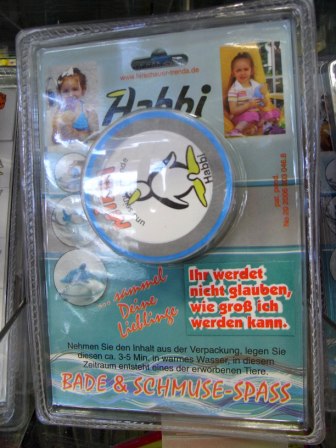 Habbi
Habbi
... sammel
Deine
Lieblinge
Ihr werdet
nicht glauben,
wie groß ich
werden kann.
Nehmen Sie den Inhalt aus der Verpackung, legen Sie
diesen ca. 3-5 Min. in warmes Wasser, in diesem
Zeitraum entsteht eines der erworbenen Tiere.
BADE & SCHMUSE-SPASS